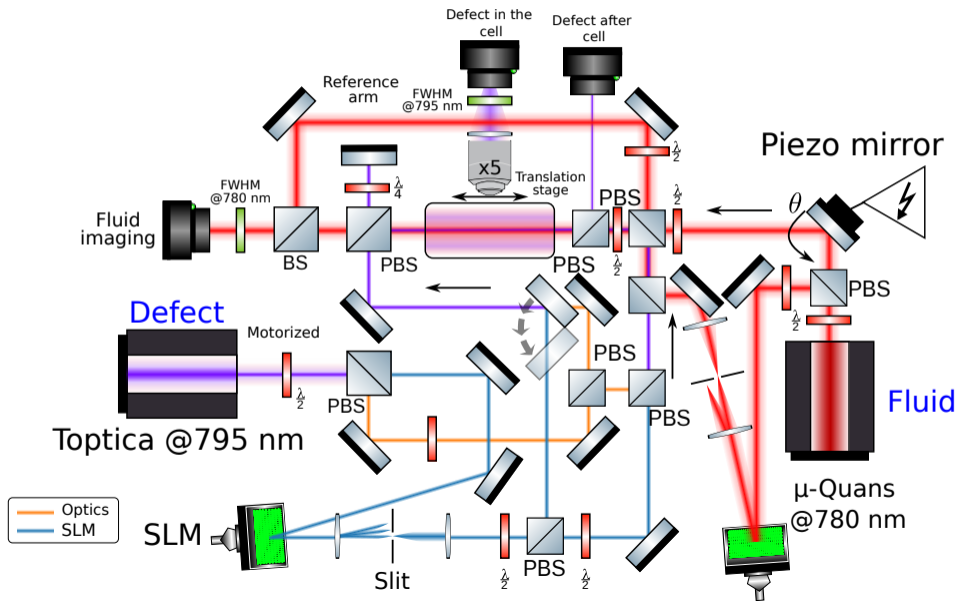 Defect in the
cell
Defect after
cell
Reference
arm
FWHM
@795 nm
λ
2
Piezo mirror
x5
Translation
stage
λ
4
FWHM
@780 nm
PBS
λ
2
θ
Fluid
imaging
BS
PBS
PBS
λ
2
PBS
λ
2
Defect
Motorized
λ
2
PBS
PBS
PBS
Fluid
Toptica @795 nm
μ-Quans
@780 nm
Optics
SLM
SLM
Slit
λ
2
PBS
λ
2